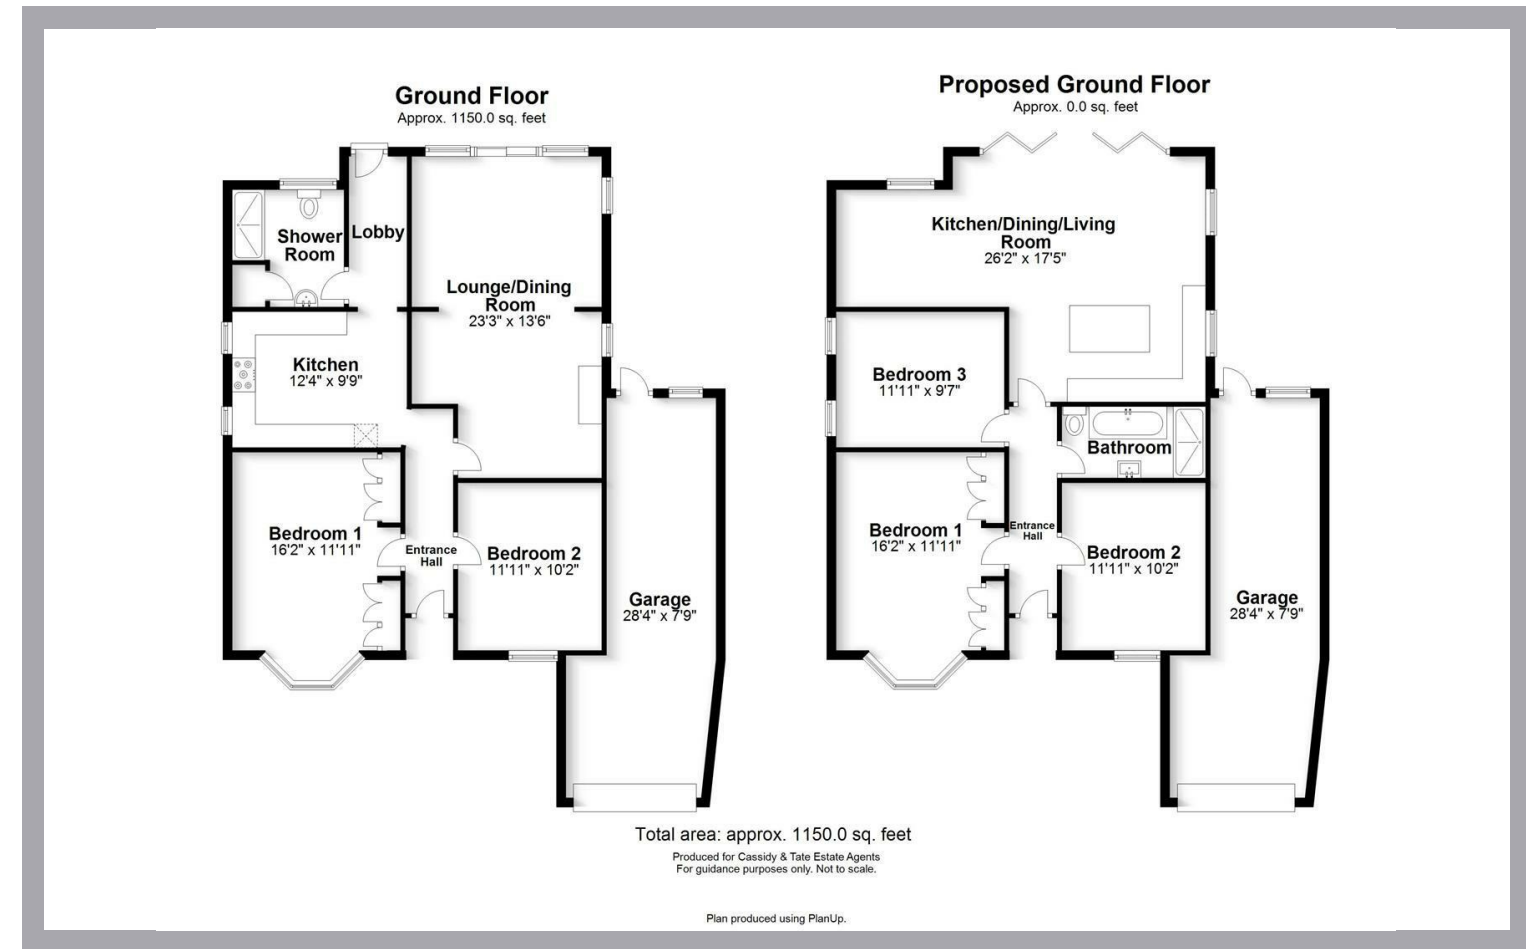 Ground Floor
Approx. 1150.0 sq. feet
Shower
Room
Lobby
Lounge/Dining
Room
23'3" x 13'6"
Kitchen
12'4" x 9'9"
Bedroom 1
16'2" x 11'11"
Entrance
Hall
Bedroom 2
11'11" x 10'2"
Garage
28'4" x 7'9"
Proposed Ground Floor
Approx. 0.0 sq. feet
Kitchen/Dining/Living
Room
26'2" x 17'5"
Bedroom 3
11'11" x 9'7"
Bathroom
Bedroom 1
16'2" x 11'11"
Entrance
Hall
Bedroom 2
11'11" x 10'2"
Garage
28'4" x 7'9"
Total area: approx. 1150.0 sq. feet
Produced for Cassidy & Tate Estate Agents
For guidance purposes only. Not to scale.
Plan produced using PlanUp.